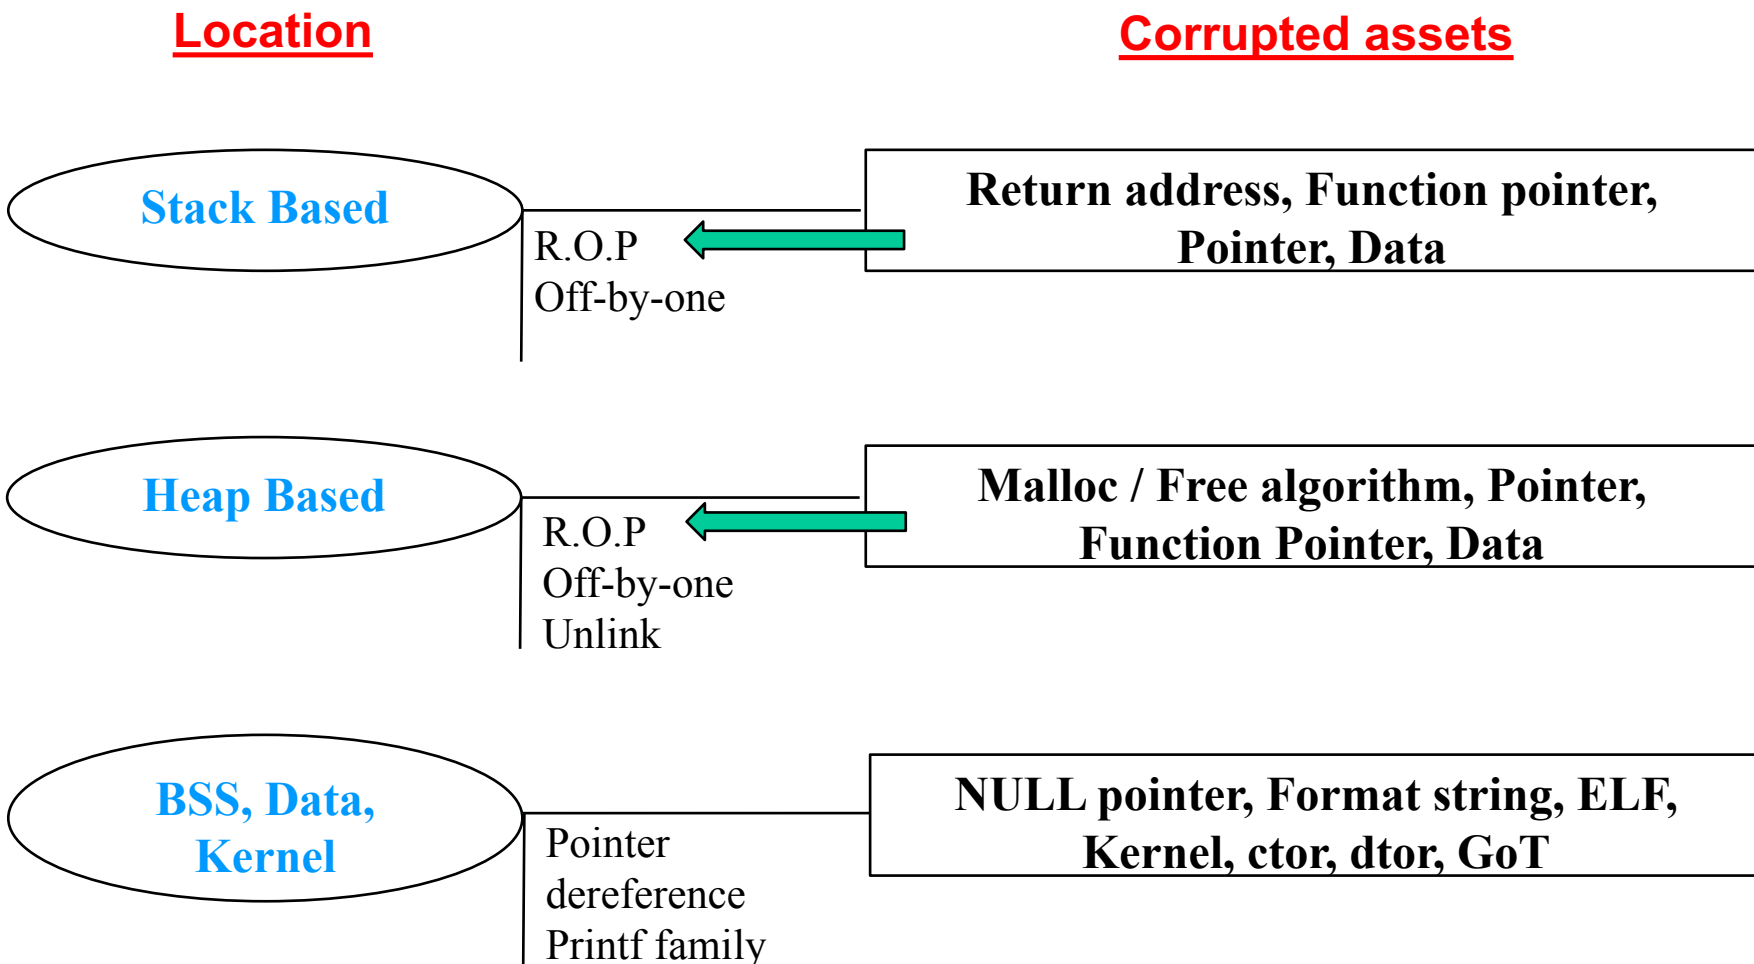 Location
Corrupted assets
Stack Based
Return address, Function pointer,
Pointer, Data
R.O.P
Off-by-one
Heap Based
Malloc / Free algorithm, Pointer,
Function Pointer, Data
R.O.P
Off-by-one
Unlink
BSS, Data,
Kernel
NULL pointer, Format string, ELF,
Kernel, ctor, dtor, GoT
Pointer
dereference
Printf family